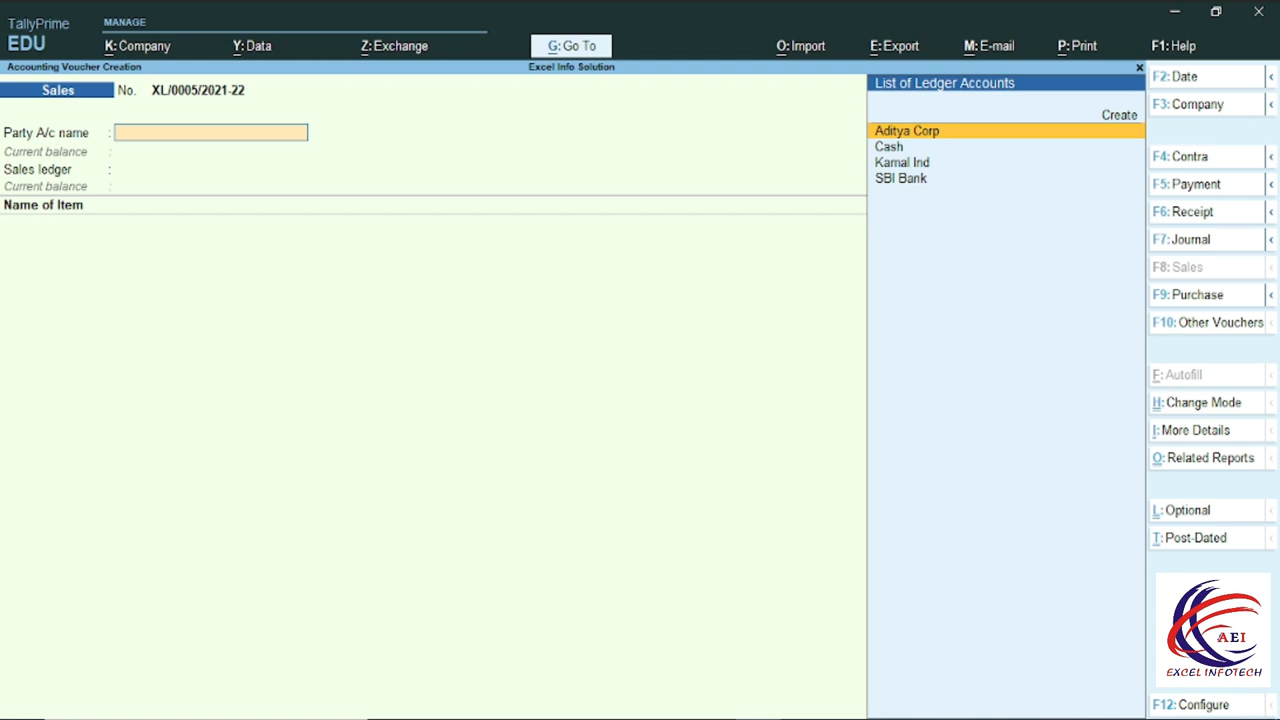 TallyPrime
EDU
MANAGE
K: Company
Y: Data
Z: Exchange
G: Go To
O: Import
E: Export
M: E-mail
P: Print
F1: Help
Accounting Voucher Creation
Excel Info Solution
Sales No. XL/0005/2021-22
Party A/c name :
Current balance :
Sales ledger :
Current balance :
Name of Item
List of Ledger Accounts
Create
Aditya Corp
Cash
Kamal Ind
SBI Bank
F2: Date
F3: Company
F4: Contra
F5: Payment
F6: Receipt
F7: Journal
F8: Sales
F9: Purchase
F10: Other Vouchers
F: Autofill
H: Change Mode
I: More Details
O: Related Reports
L: Optional
T: Post-Dated
AEI
EXCEL INFOTECH
F12: Configure